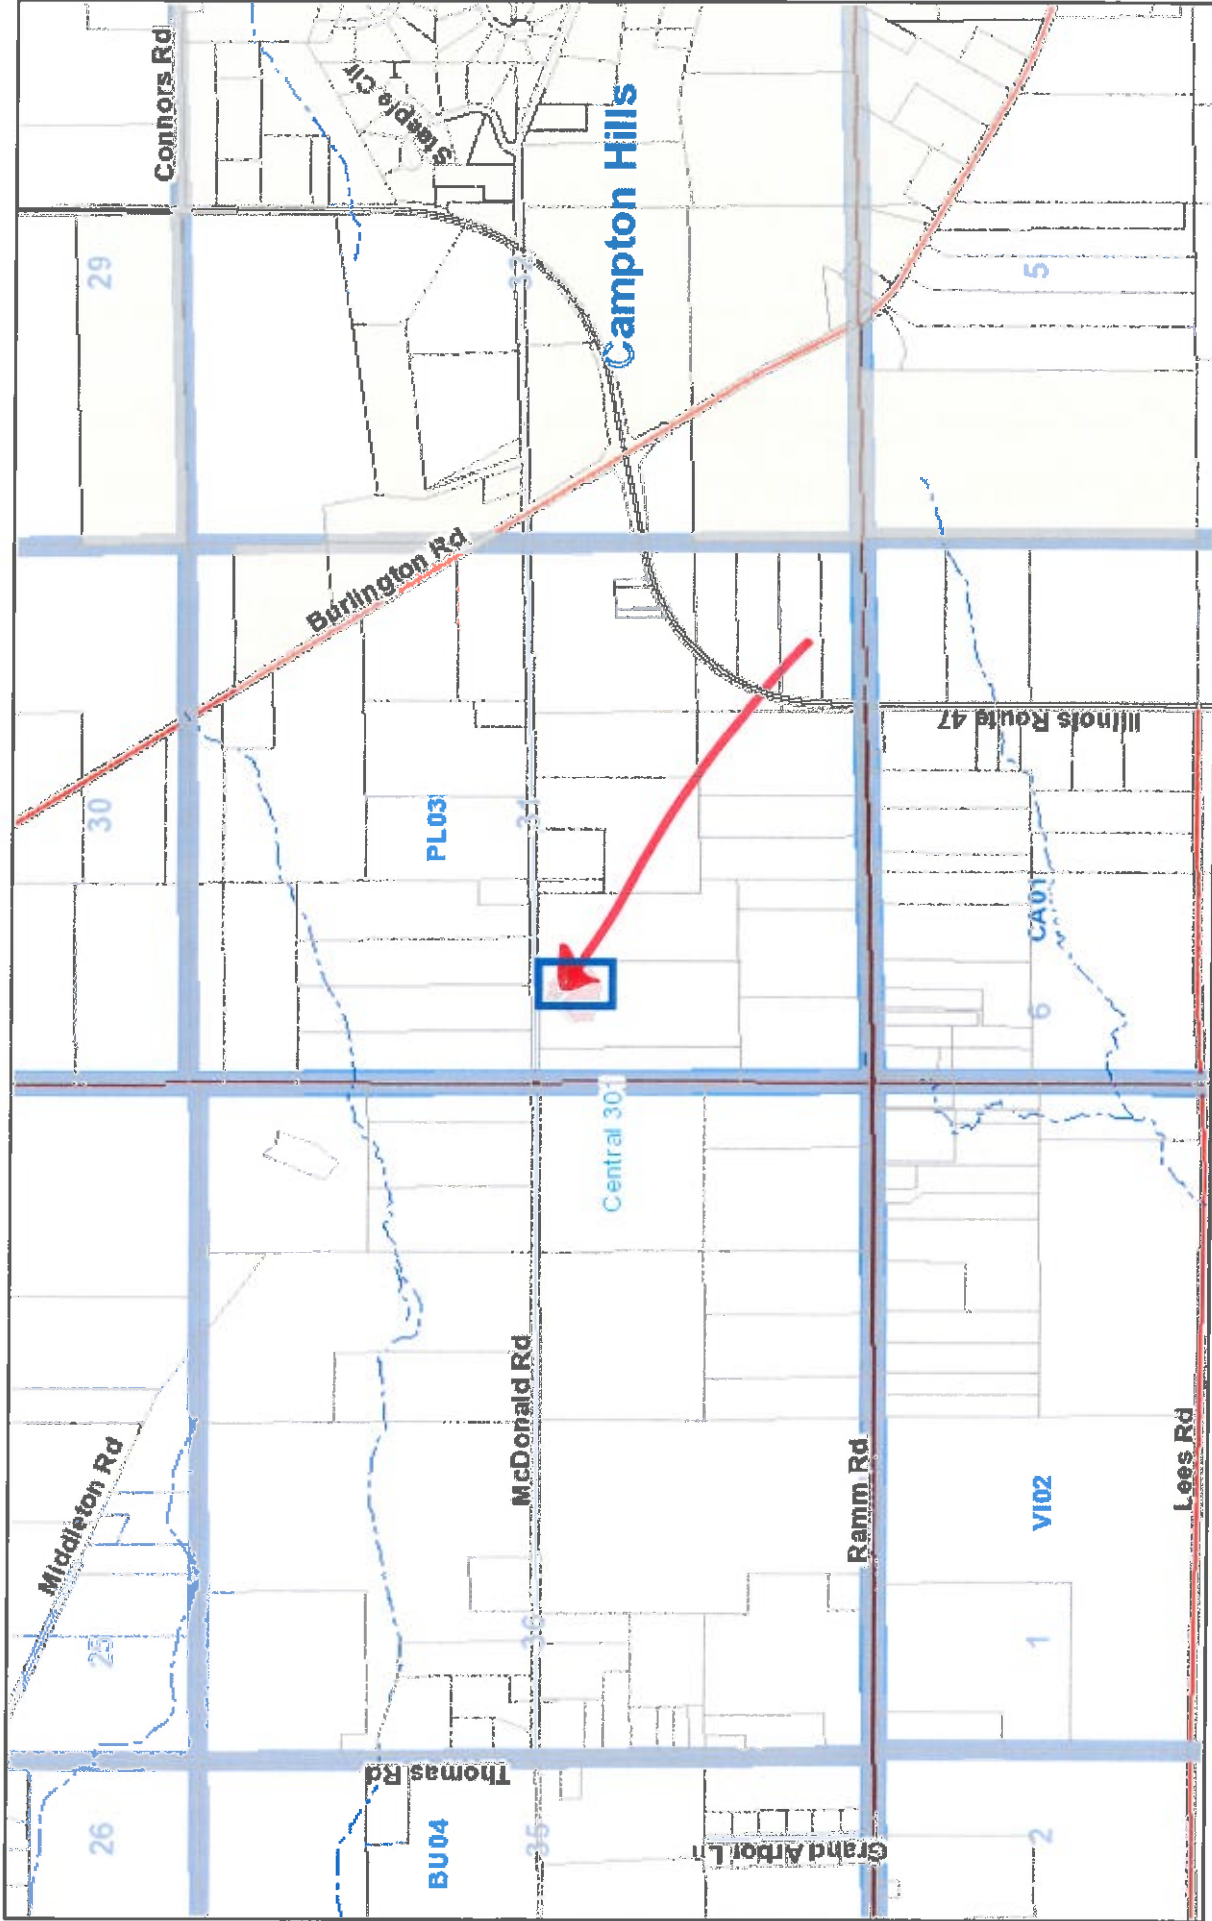 Connors Rd
29
Steeple Cir
32
Campton Hills
5
Burlington Rd
30
PL03
31
Illinois Route 47
CA01
6
Central 301
Middleton Rd
McDonald Rd
Ramm Rd
Lees Rd
VI02
25
36
1
Thomas Rd
26
BU04
35
Grand Arbor Ln
2